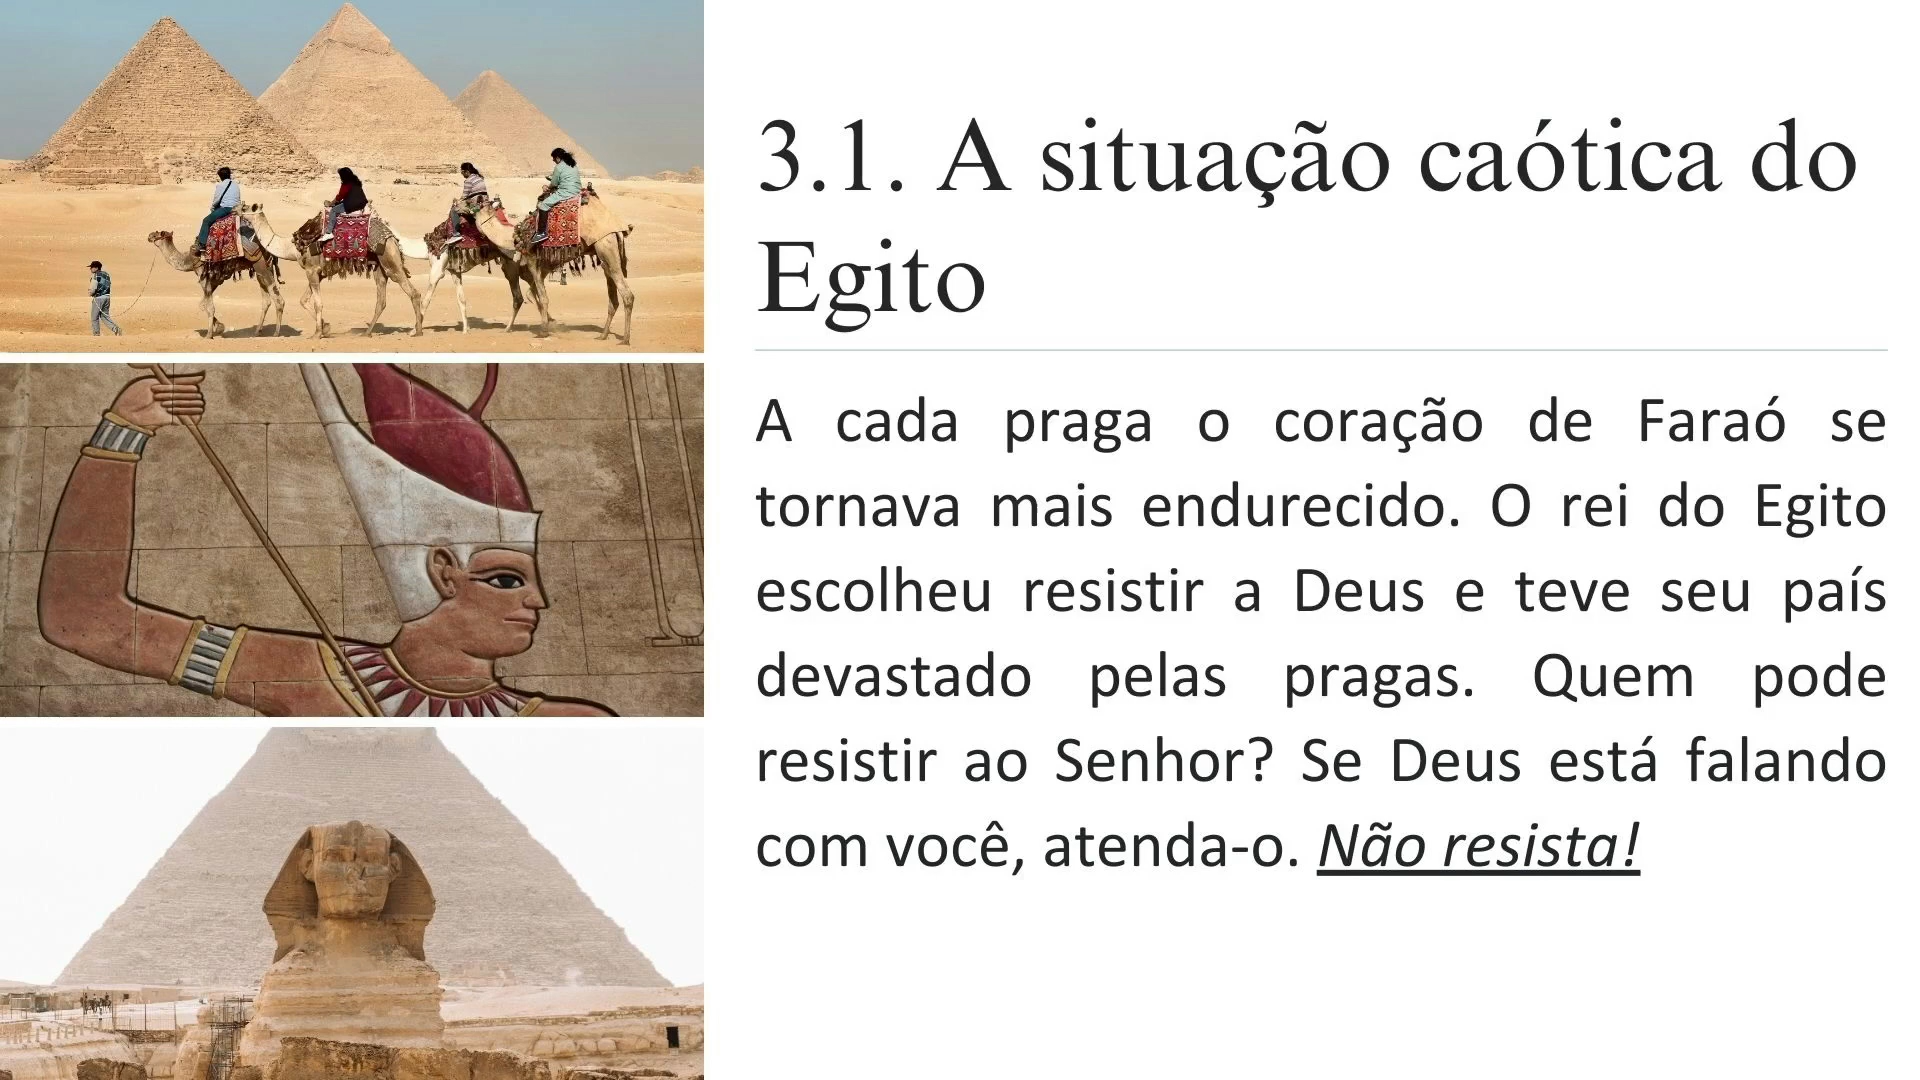 3.1. A situação caótica do
Egito
A cada praga o coração de Faraó se
tornava mais endurecido. O rei do Egito
escolheu resistir a Deus e teve seu país
devastado pelas pragas. Quem pode
resistir ao Senhor? Se Deus está falando
com você, atenda-o. Não resista!